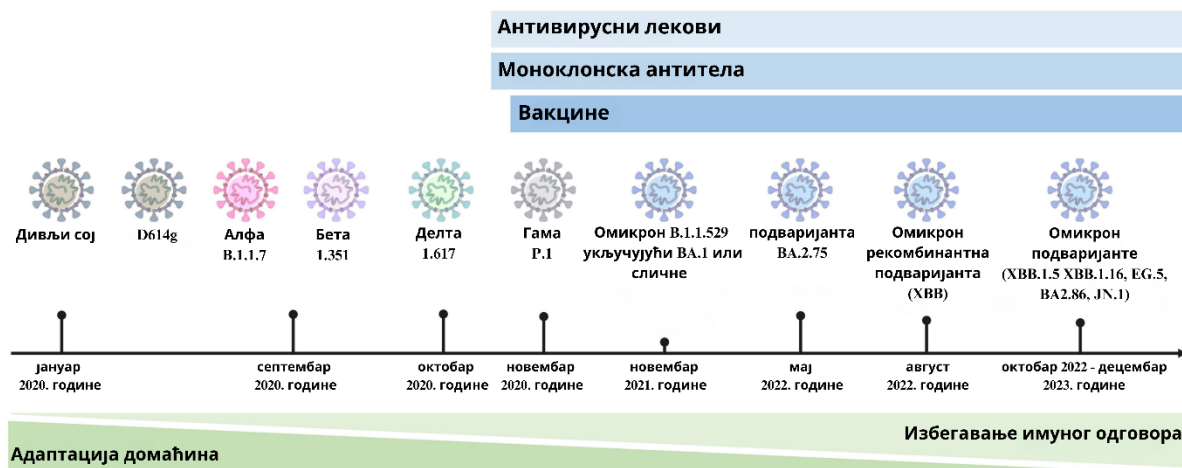 Антивирусни лекови
Моноклонска антитела
Вакцине
Дивљи сој
D614g
Алфа
B.1.1.7
Бета
1.351
Делта
1.617
Гама
P.1
Омикрон B.1.1.529
укључујући BA.1 или
сличне
подваријанта
BA.2.75
Омикрон
рекомбинантна
подваријанта
(XBB)
Омикрон
подваријанте
(XBB.1.5 XBB.1.16, EG.5,
BA2.86, JN.1)
јануар
2020. године
септембар
2020. године
октобар
2020. године
новембар
2020. године
новембар
2021. године
мај
2022. године
август
2022. године
октобар 2022 - децембар
2023. године
Избегавање имуног одговора
Адаптација домаћина